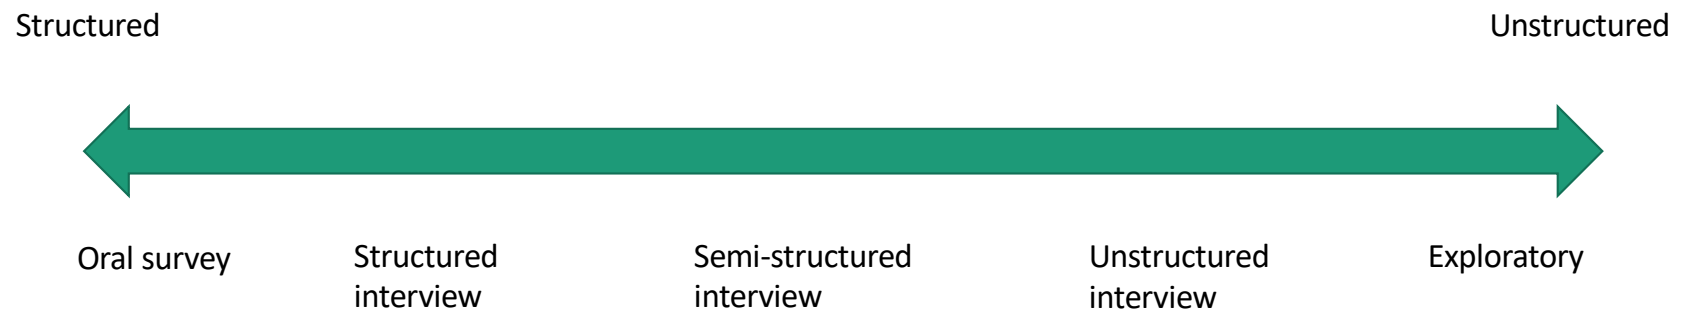 Structured
Unstructured
Oral survey
Structured
interview
Semi-structured
interview
Unstructured
interview
Exploratory